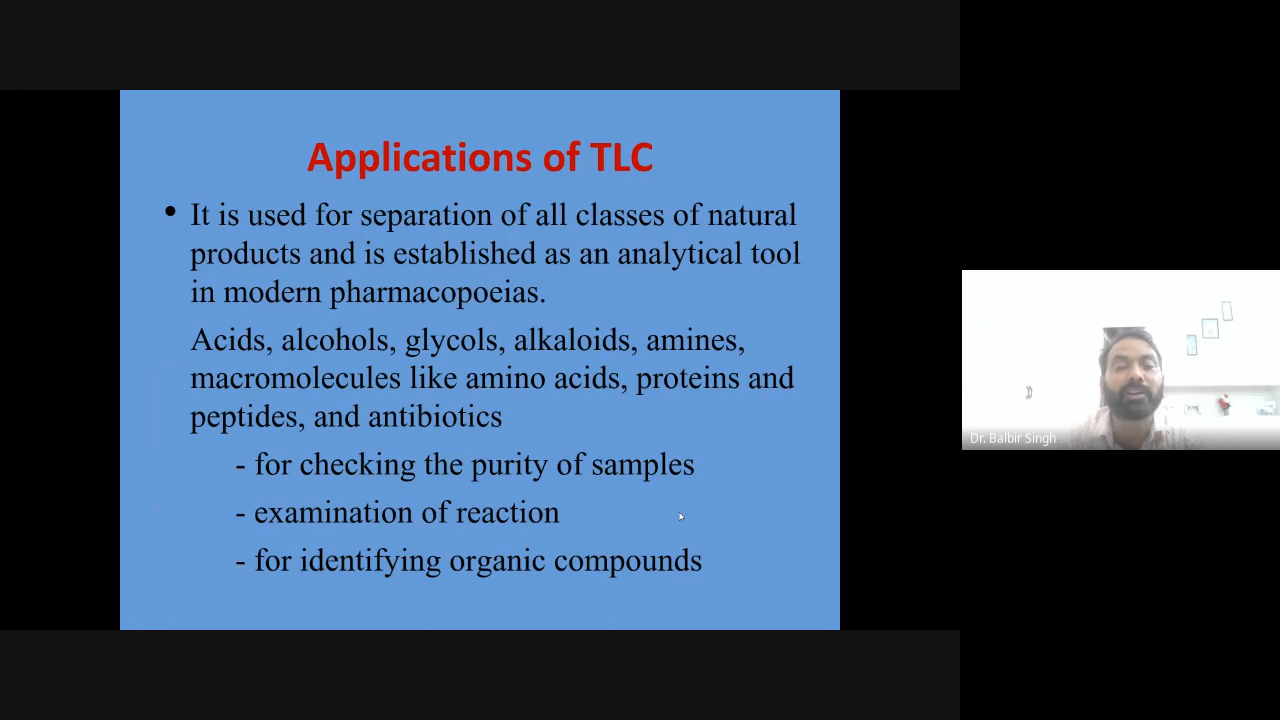 Applications of TLC
• It is used for separation of all classes of natural
products and is established as an analytical tool
in modern pharmacopoeias.
Acids, alcohols, glycols, alkaloids, amines,
macromolecules like amino acids, proteins and
peptides, and antibiotics
- for checking the purity of samples
- examination of reaction
- for identifying organic compounds
Dr. Balbir Singh